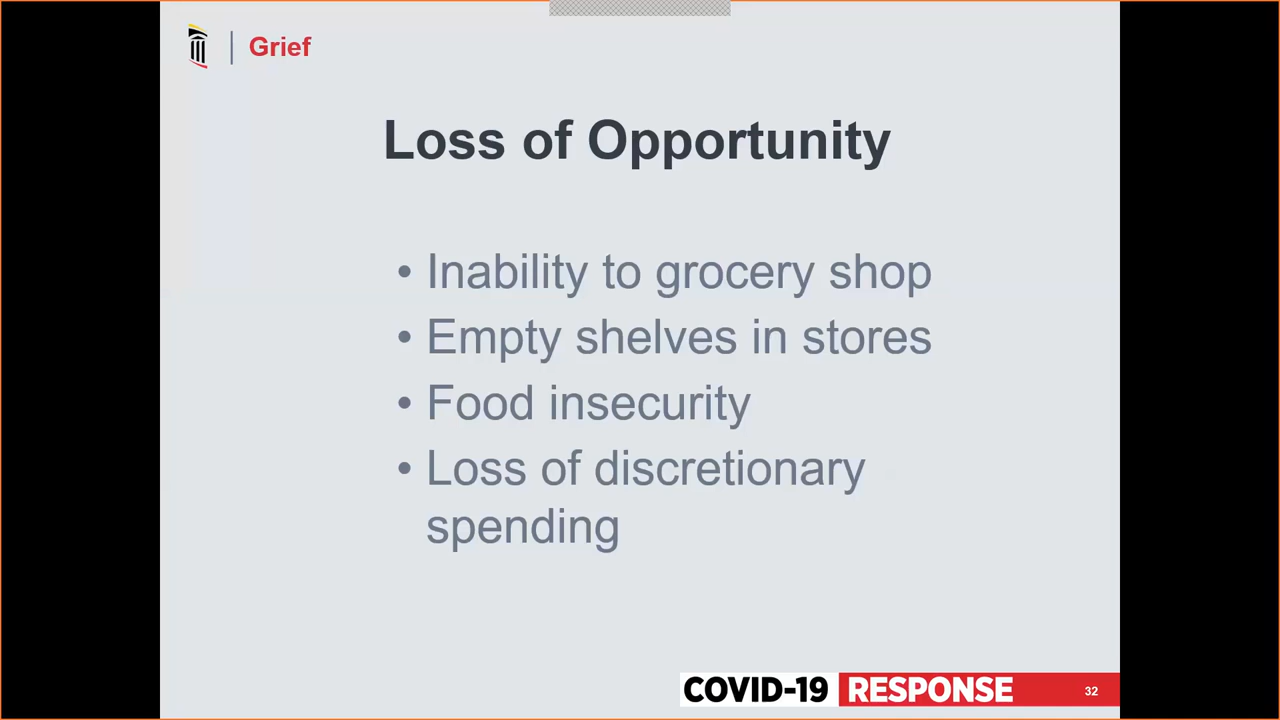 Grief
Loss of Opportunity
• Inability to grocery shop
• Empty shelves in stores
• Food insecurity
• Loss of discretionary
spending
COVID-19 RESPONSE 32